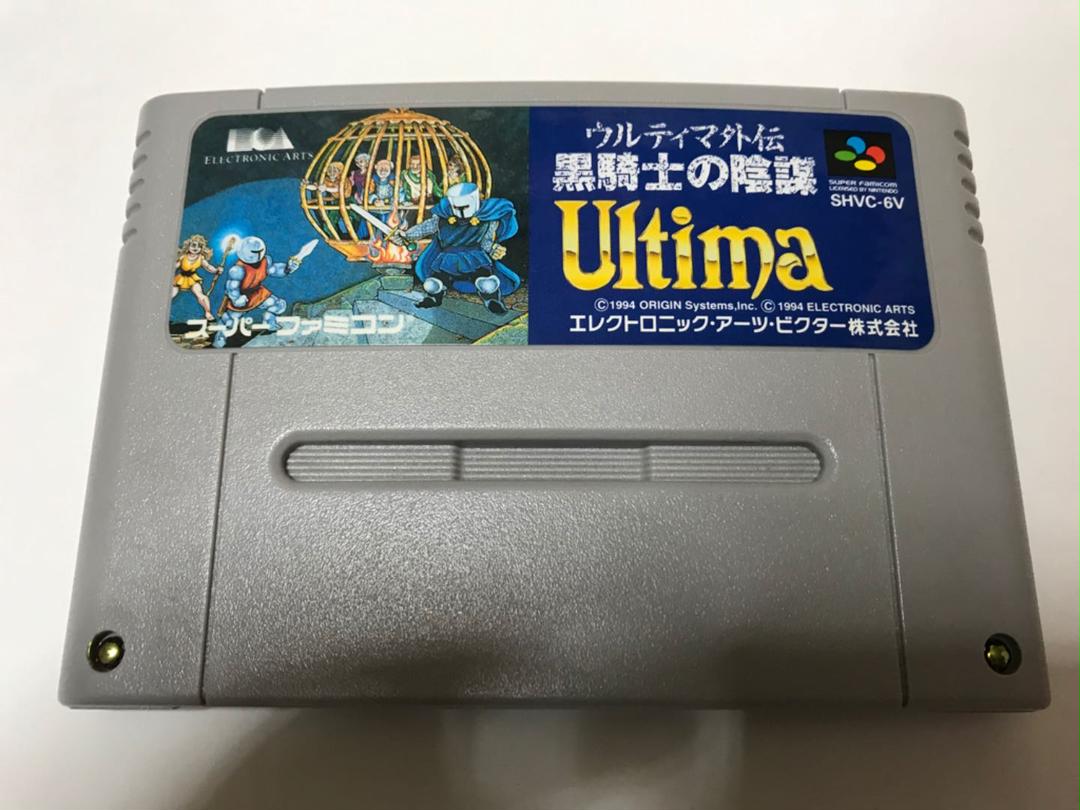 ELECTRONIC ARTS
スーパーファミコン
ウルティマ外伝
黒騎士の陰謀
Ultima
SUPER FAMICOM
LICENSED BY NINTENDO
SHVC-6V
©1994 ORIGIN Systems,Inc. ©1994 ELECTRONIC ARTS
エレクトロニック・アーツ・ビクター株式会社